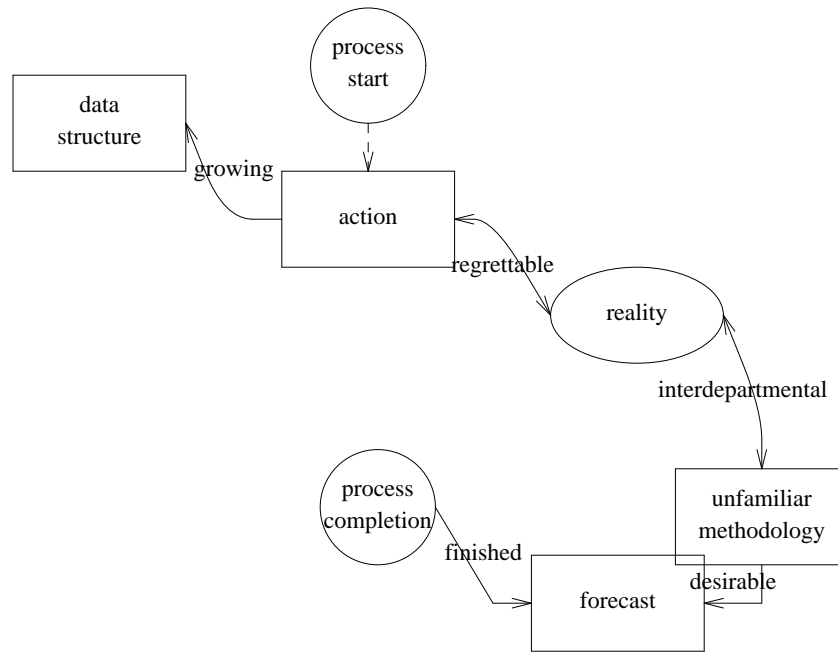 process
start
data
structure
growing
action
regrettable
reality
interdepartmental
process
completion
unfamiliar
methodology
finished
desirable
forecast